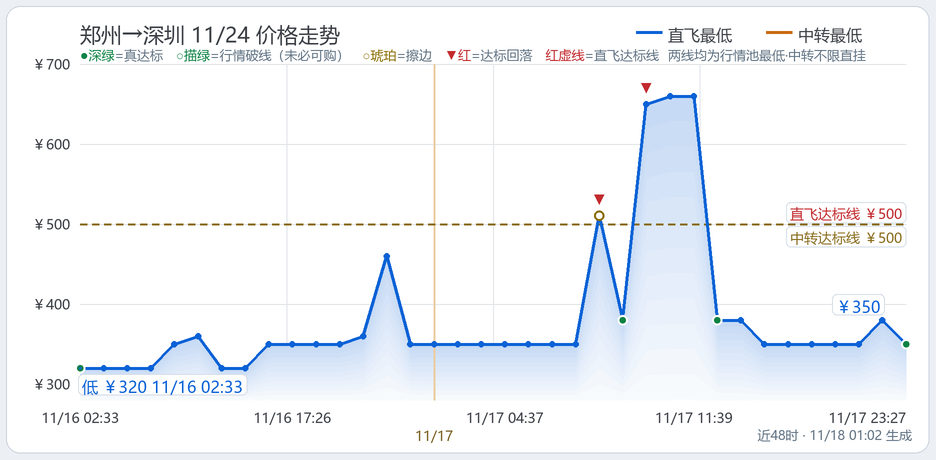 郑州→深圳 11/24 价格走势
直飞最低 中转最低
●深绿=真达标 ○描绿=行情破线（未必可购） ○琥珀=擦边 ▼红=达标回落 红虚线=直飞达标线 两线均为行情池最低·中转不限直挂
￥700
￥600
￥500
￥400
￥300
直飞达标线 ￥500
中转达标线 ￥500
￥350
低 ￥320 11/16 02:33
11/16 02:33 11/16 17:26 11/17 04:37 11/17 11:39 11/17 23:27
11/17
近48时 · 11/18 01:02 生成